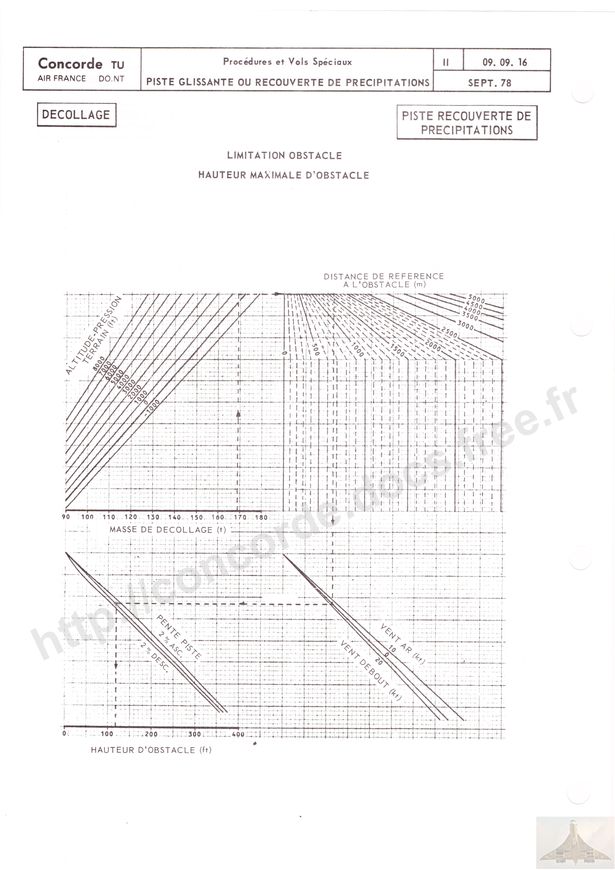 Concorde TU
AIR FRANCE DO.NT
Procédures et Vols Spéciaux
PISTE GLISSANTE OU RECOUVERTE DE PRECIPITATIONS
II
09. 09. 16
SEPT. 78
DECOLLAGE
PISTE RECOUVERTE DE
PRECIPITATIONS
LIMITATION OBSTACLE
HAUTEUR MAXIMALE D'OBSTACLE
DISTANCE DE REFERENCE
A L'OBSTACLE (m)
ALTITUDE-PRESSION
TERRAIN (ft)
8000
7000
6000
5000
4000
3000
2000
1000
0
-1000
5000
4500
4000
3500
3000
2500
2000
1500
1000
500
0
90 100 110. 120. 130. 140. 150. 160. 170 180
MASSE DE DECOLLAGE (t)
PENTE PISTE
2 % ASC.
0
-2 % DESC.
VENT AR (kt)
10
0
20
VENT DEBOUT (kt)
0 100 200 300 400
HAUTEUR D'OBSTACLE (ft)
http://concorde.docs.free.fr